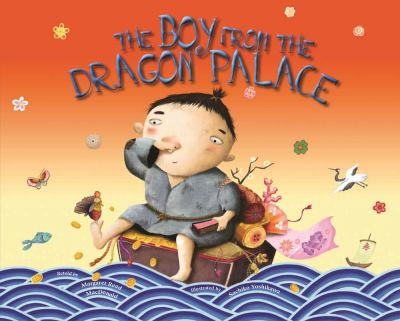 THE BOY FROM THE
DRAGON PALACE
Retold by
Margaret Read
MacDonald
Illustrated by Sachiko Yoshikawa